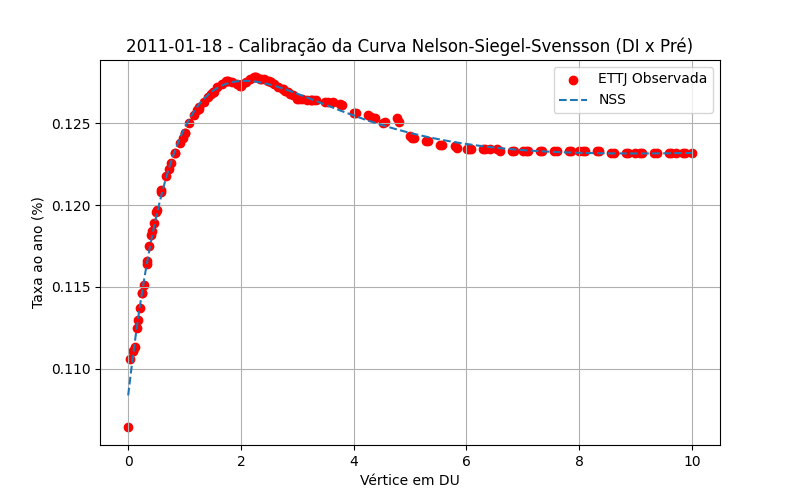 2011-01-18 - Calibração da Curva Nelson-Siegel-Svensson (DI x Pré)
ETTJ Observada
NSS
Taxa ao ano (%)
0.125
0.120
0.115
0.110
0 2 4 6 8 10
Vértice em DU